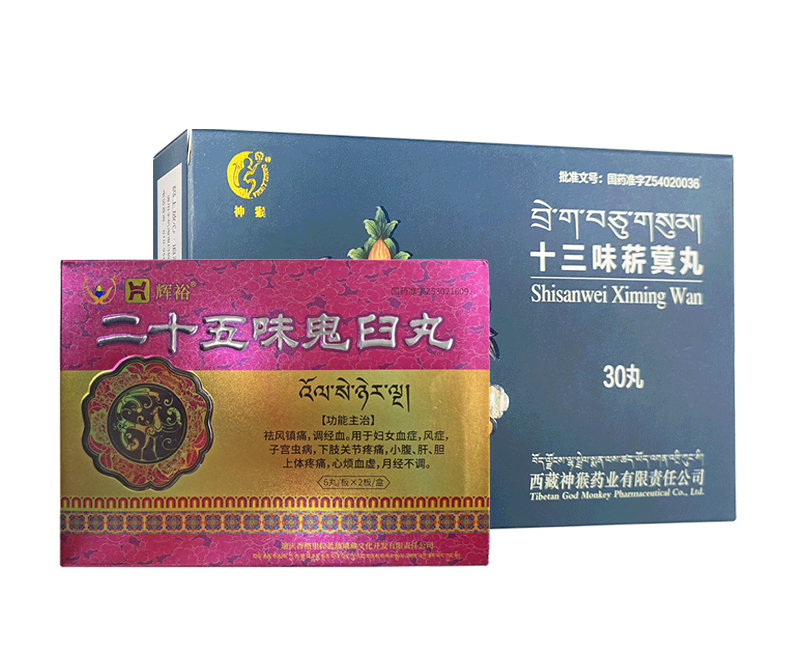 神猴
批准文号：国药准字Z54020036
བྲེ་ག་བཅུ་གསུམ།
十三味菥蓂丸
Shisanwei Ximing Wan
30丸
西藏神猴药业有限责任公司
Tibetan God Monkey Pharmaceutical Co., Ltd.
辉裕®
国药准字Z53021609
二十五味鬼臼丸
འོལ་སེ་ཉེར་ལྔ།
【功能主治】
祛风镇痛，调经血。用于妇女血症，风症，
子宫虫病，下肢关节疼痛，小腹、肝、胆
上体疼痛，心烦血虚，月经不调。
6丸/板×2板/盒